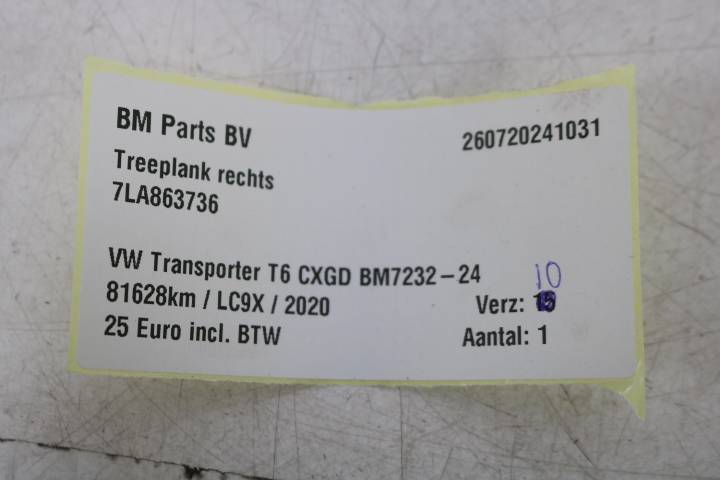 BM Parts BV
260720241031
Treeplank rechts
7LA863736
VW Transporter T6 CXGD BM7232-24
10
81628km / LC9X / 2020
Verz:
25 Euro incl. BTW
Aantal: 1